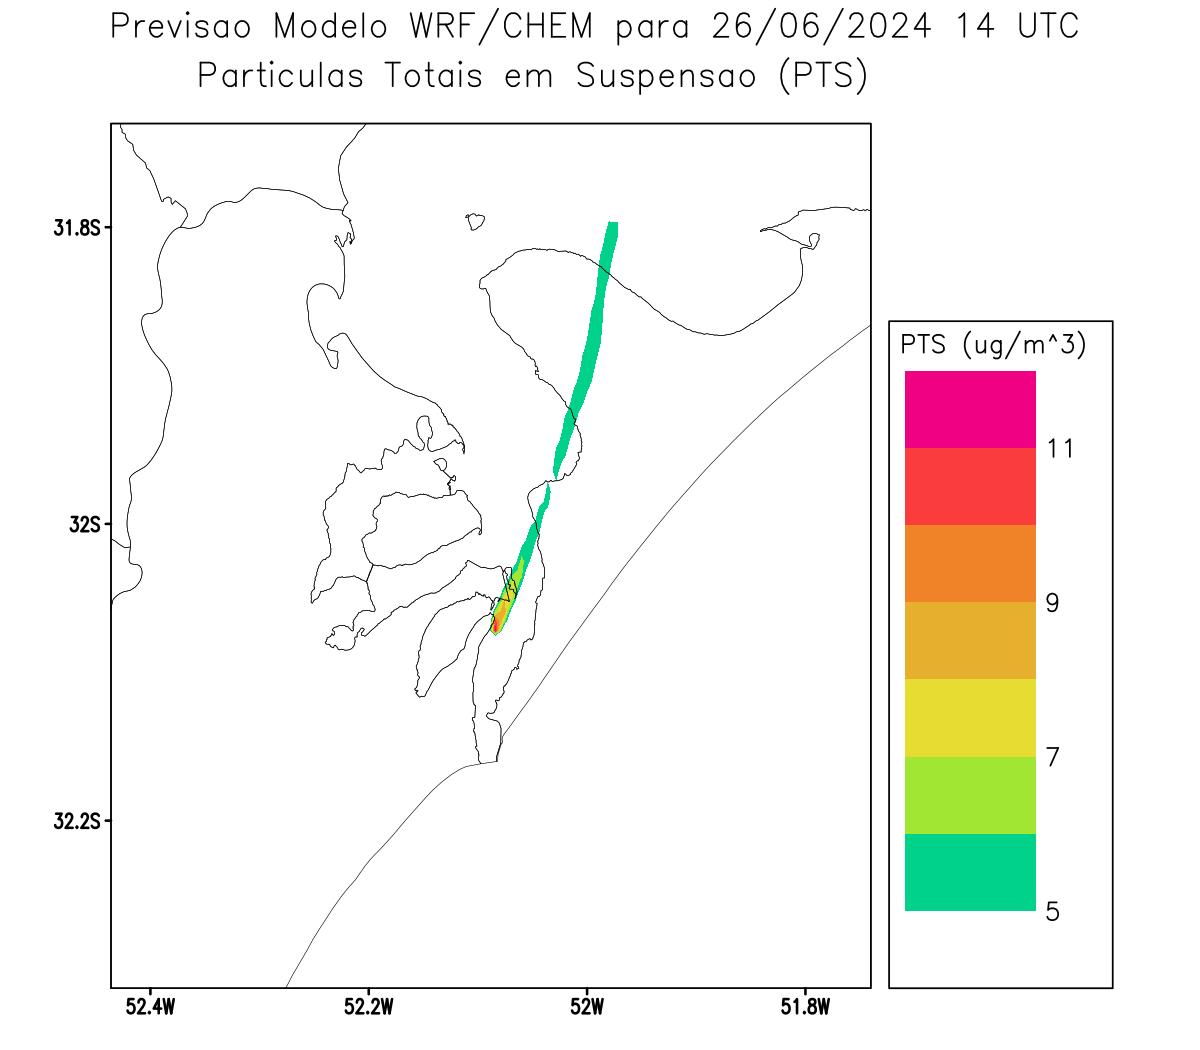 Previsao Modelo WRF/CHEM para 26/06/2024 14 UTC
Particulas Totais em Suspensao (PTS)
31.8S
32S
32.2S
52.4W
52.2W
52W
51.8W
PTS (ug/m^3)
11
9
7
5